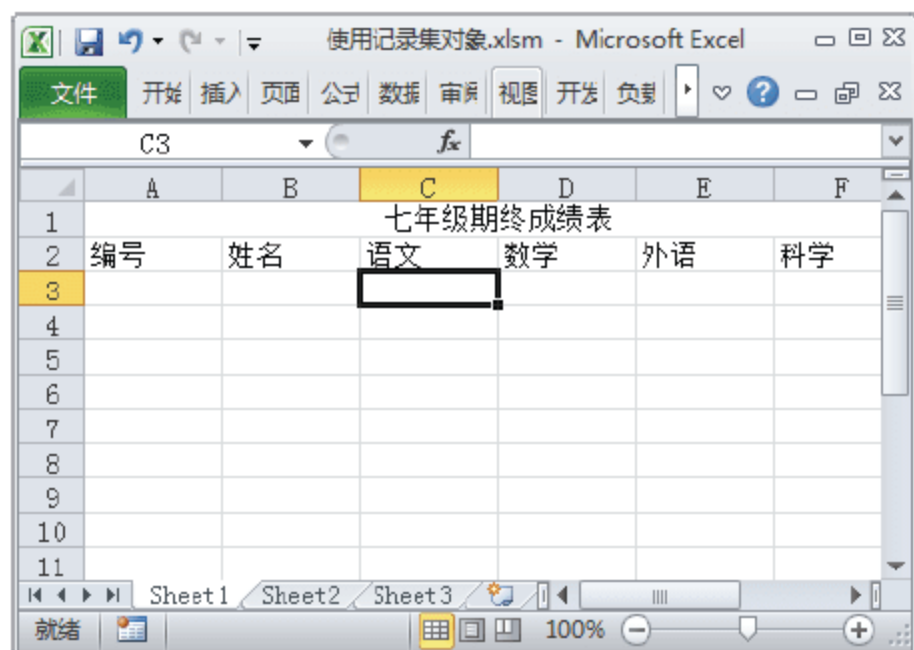 使用记录集对象.xlsm - Microsoft Excel
文件 开始 插入 页面 公式 数据 审阅 视图 开发 负载
C3 fx
A B C D E F
1 七年级期终成绩表
2 编号 姓名 语文 数学 外语 科学
3
4
5
6
7
8
9
10
11
Sheet1 Sheet2 Sheet3
就绪 100%